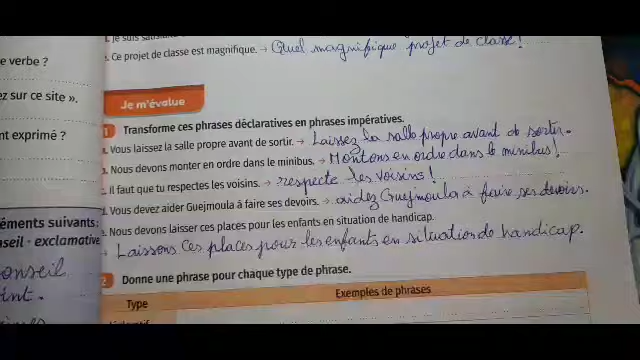 1. Je suis
e verbe ?
. Ce projet de classe est magnifique. → Quel magnifique projet de classe !
ez sur ce site ».
Je m'évalue
nt exprimé ?
1 Transforme ces phrases déclaratives en phrases impératives.
a. Vous laissez la salle propre avant de sortir. → Laissez la salle propre avant de sortir.
b. Nous devons monter en ordre dans le minibus. → Montons en ordre dans le minibus !
c. Il faut que tu respectes les voisins. → respecte les voisins !
d. Vous devez aider Guejmoula à faire ses devoirs. → aidez Guejmoula à faire ses devoirs.
éments suivants:
e. Nous devons laisser ces places pour les enfants en situation de handicap.
nseil - exclamative
→ Laissons ces places pour les enfants en situation de handicap.
onseil
int.
2 Donne une phrase pour chaque type de phrase.
Type
Exemples de phrases